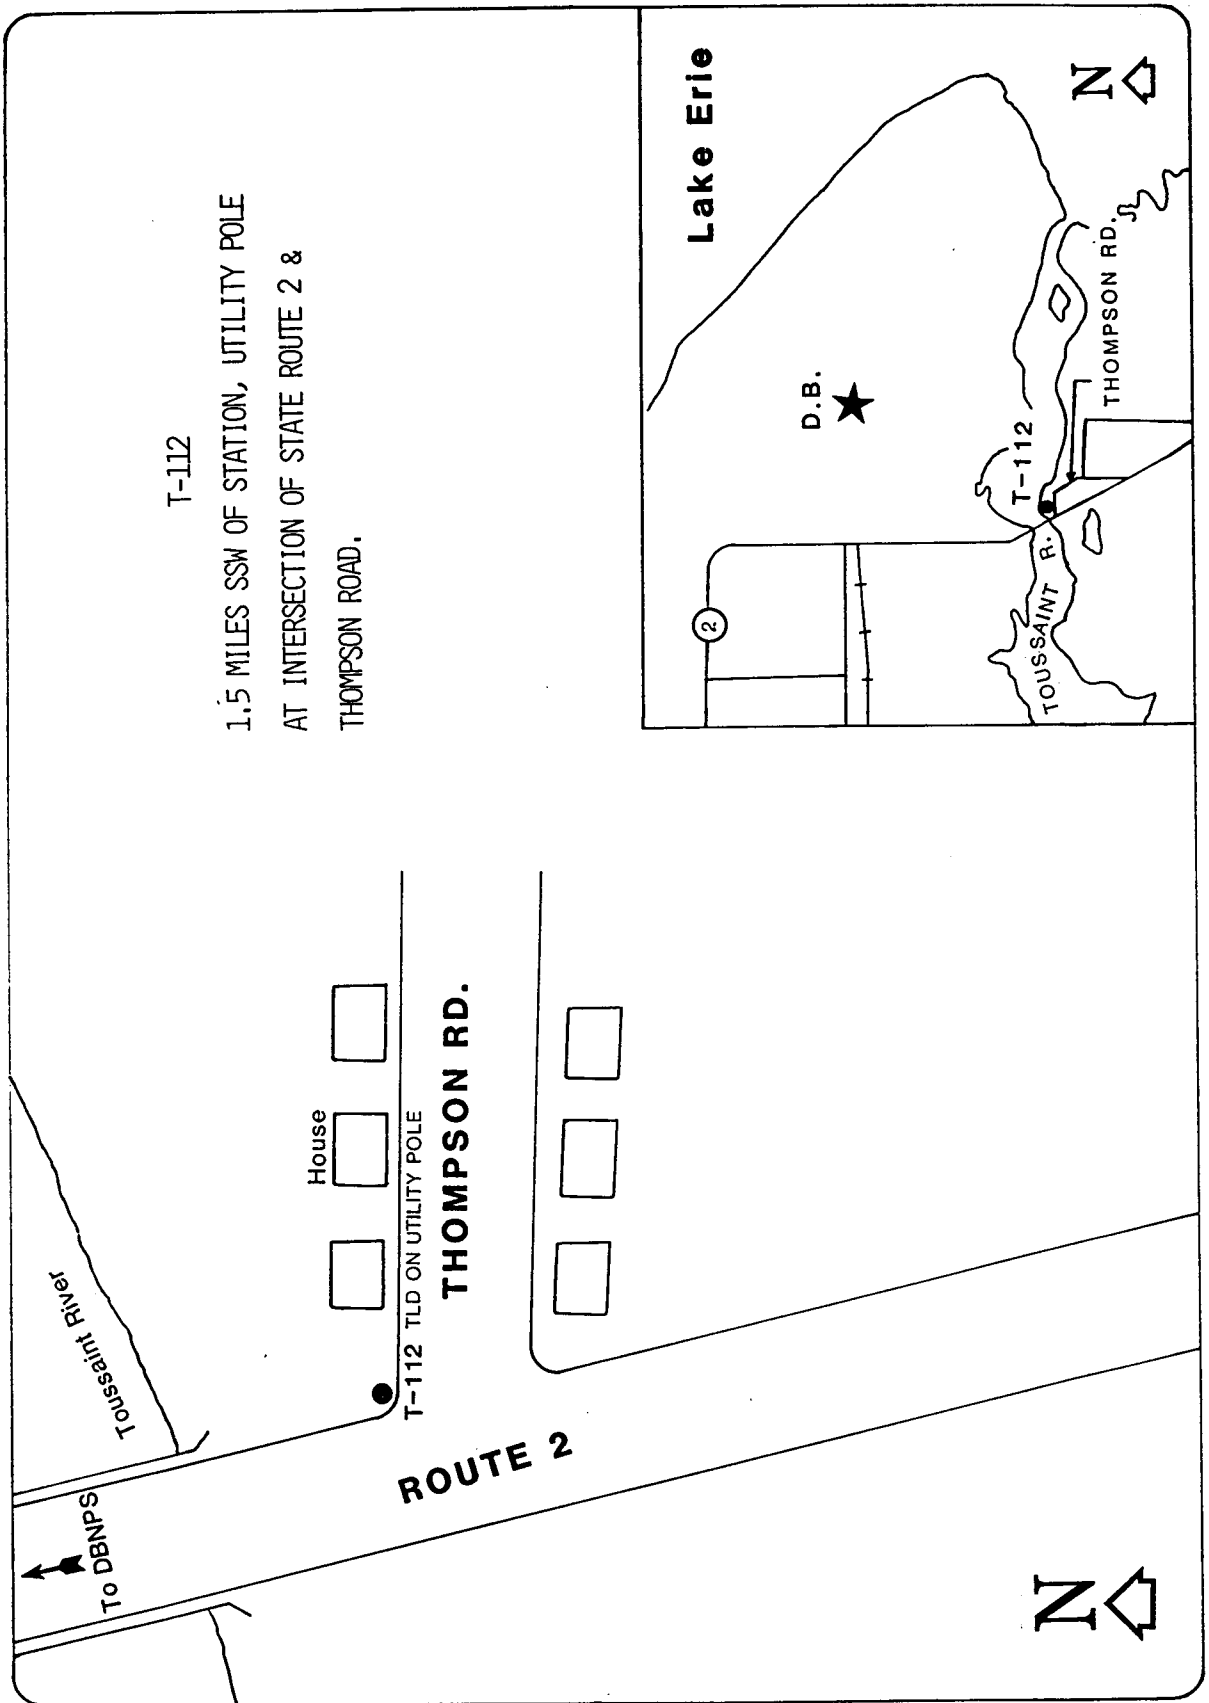 T-112
1.5 MILES SSW OF STATION, UTILITY POLE
AT INTERSECTION OF STATE ROUTE 2 &
THOMPSON ROAD.
Toussaint River
To DBNPS
House
T-112 TLD ON UTILITY POLE
THOMPSON RD.
ROUTE 2
N
Lake Erie
D.B.
2
T-112
TOUSSAINT R.
THOMPSON RD.
N